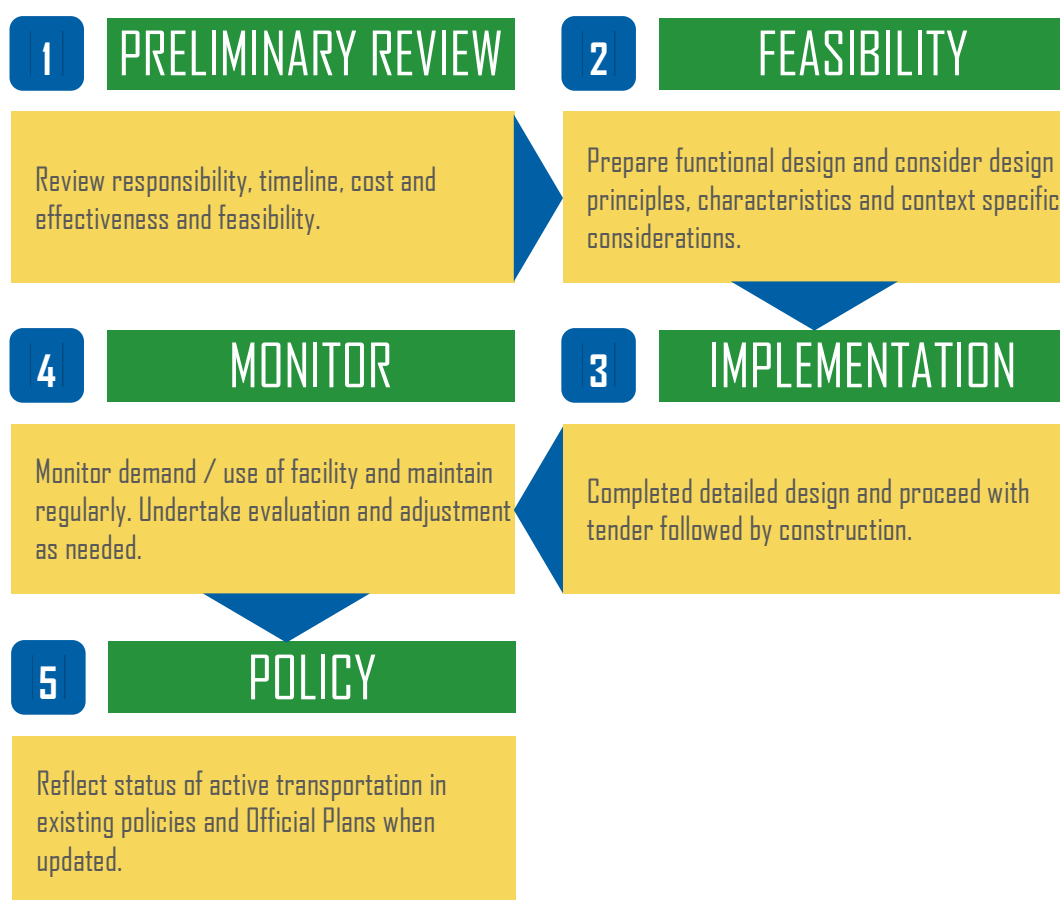 1
PRELIMINARY REVIEW
Review responsibility, timeline, cost and
effectiveness and feasibility.
2
FEASIBILITY
Prepare functional design and consider design
principles, characteristics and context specific
considerations.
3
IMPLEMENTATION
Completed detailed design and proceed with
tender followed by construction.
4
MONITOR
Monitor demand / use of facility and maintain
regularly. Undertake evaluation and adjustment
as needed.
5
POLICY
Reflect status of active transportation in
existing policies and Official Plans when
updated.